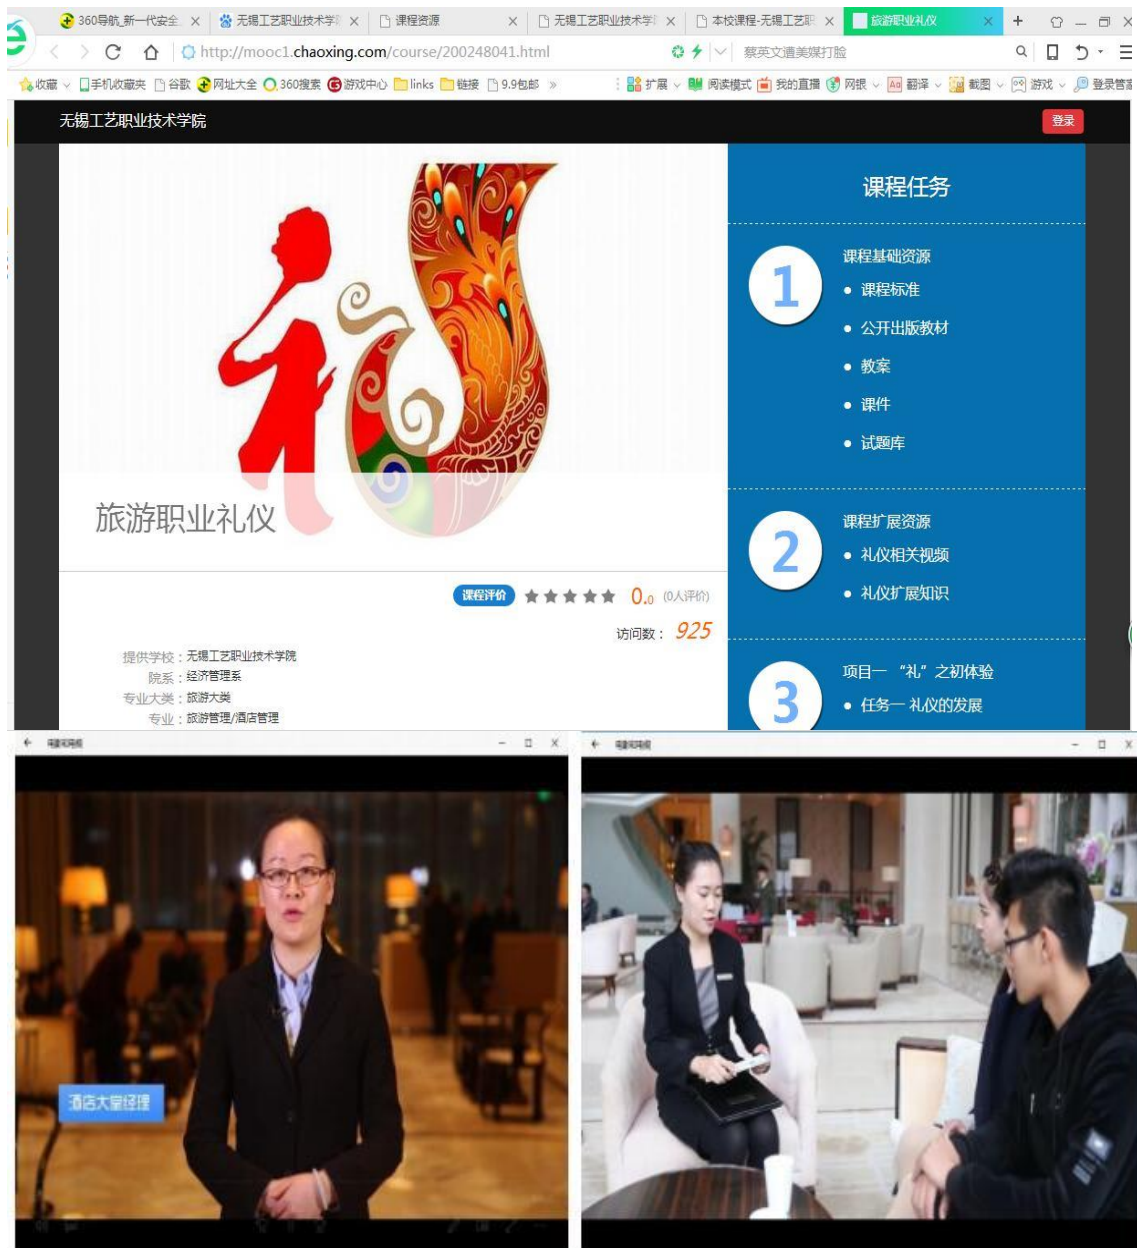 360导航_新一代安全
无锡工艺职业技术学
课程资源
无锡工艺职业技术学
本校课程-无锡工艺职
旅游职业礼仪
http://mooc1.chaoxing.com/course/200248041.html
蔡英文遭美媒打脸
收藏 手机收藏夹 谷歌 网址大全 360搜索 游戏中心 links 链接 9.9包邮 » 扩展 阅读模式 我的直播 网银 翻译 截图 游戏 登录管家
无锡工艺职业技术学院
登录
礼
旅游职业礼仪
课程评价 0.0 (0人评价)
访问数： 925
提供学校：无锡工艺职业技术学院
院系：经济管理系
专业大类：旅游大类
专业：旅游管理/酒店管理
课程任务
1
课程基础资源
● 课程标准
● 公开出版教材
● 教案
● 课件
● 试题库
2
课程扩展资源
● 礼仪相关视频
● 礼仪扩展知识
3
项目一 “礼”之初体验
● 任务一 礼仪的发展
电影和电视
电影和电视
酒店大堂经理